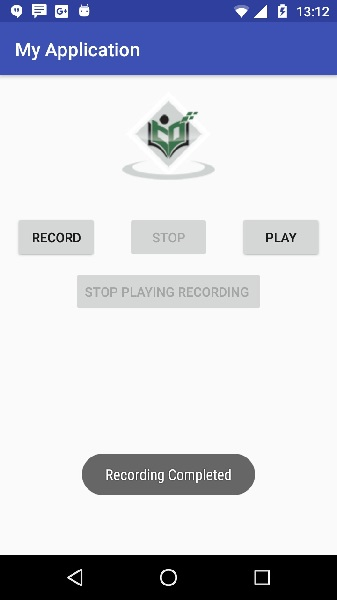 13:12
My Application
RECORD STOP PLAY
STOP PLAYING RECORDING
Recording Completed